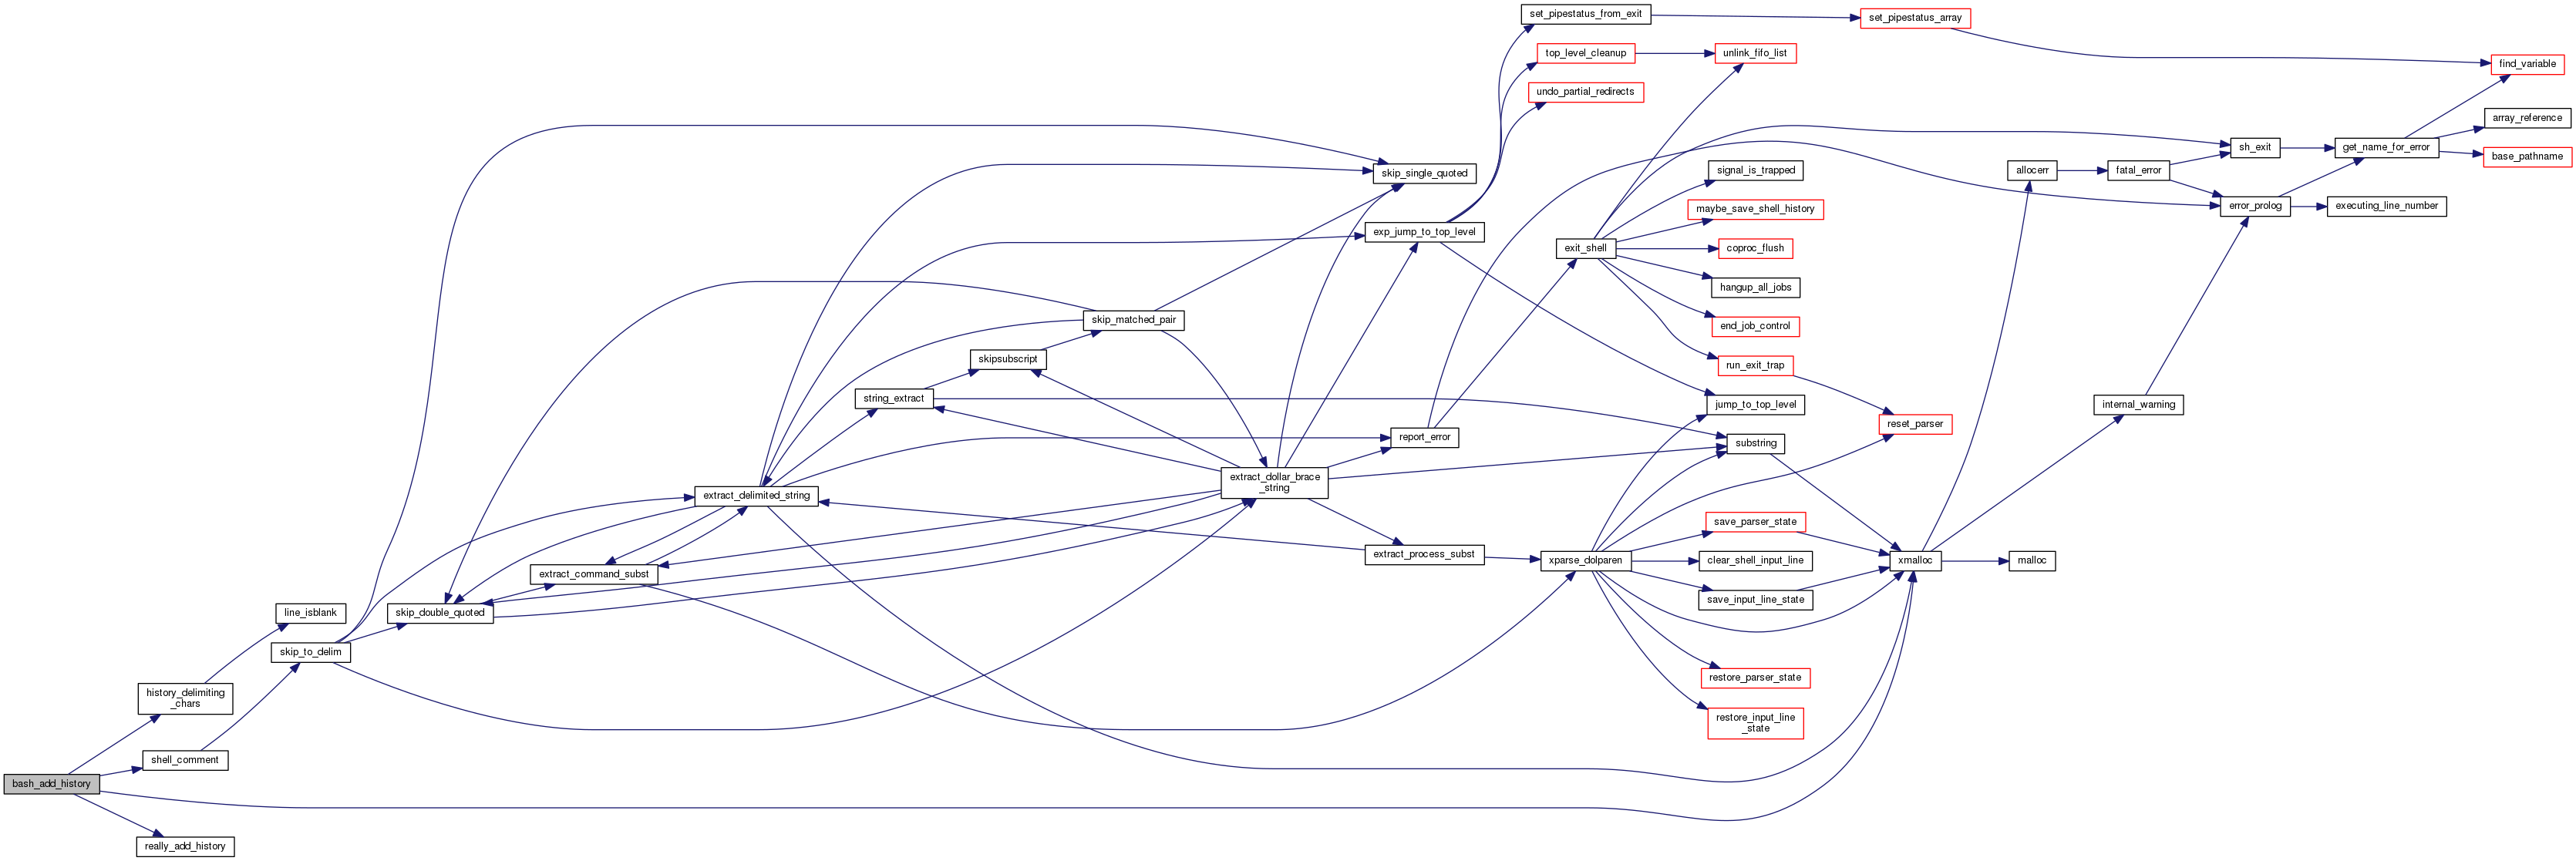 set_pipestatus_from_exit
set_pipestatus_array
top_level_cleanup
unlink_fifo_list
find_variable
undo_partial_redirects
array_reference
sh_exit
get_name_for_error
base_pathname
skip_single_quoted
signal_is_trapped
allocerr
fatal_error
maybe_save_shell_history
error_prolog
executing_line_number
exp_jump_to_top_level
exit_shell
coproc_flush
hangup_all_jobs
skip_matched_pair
end_job_control
skipsubscript
run_exit_trap
string_extract
jump_to_top_level
internal_warning
reset_parser
report_error
substring
extract_dollar_brace
_string
extract_delimited_string
save_parser_state
extract_process_subst
xparse_dolparen
clear_shell_input_line
xmalloc
malloc
extract_command_subst
save_input_line_state
line_isblank
skip_double_quoted
skip_to_delim
restore_parser_state
history_delimiting
_chars
restore_input_line
_state
shell_comment
bash_add_history
really_add_history